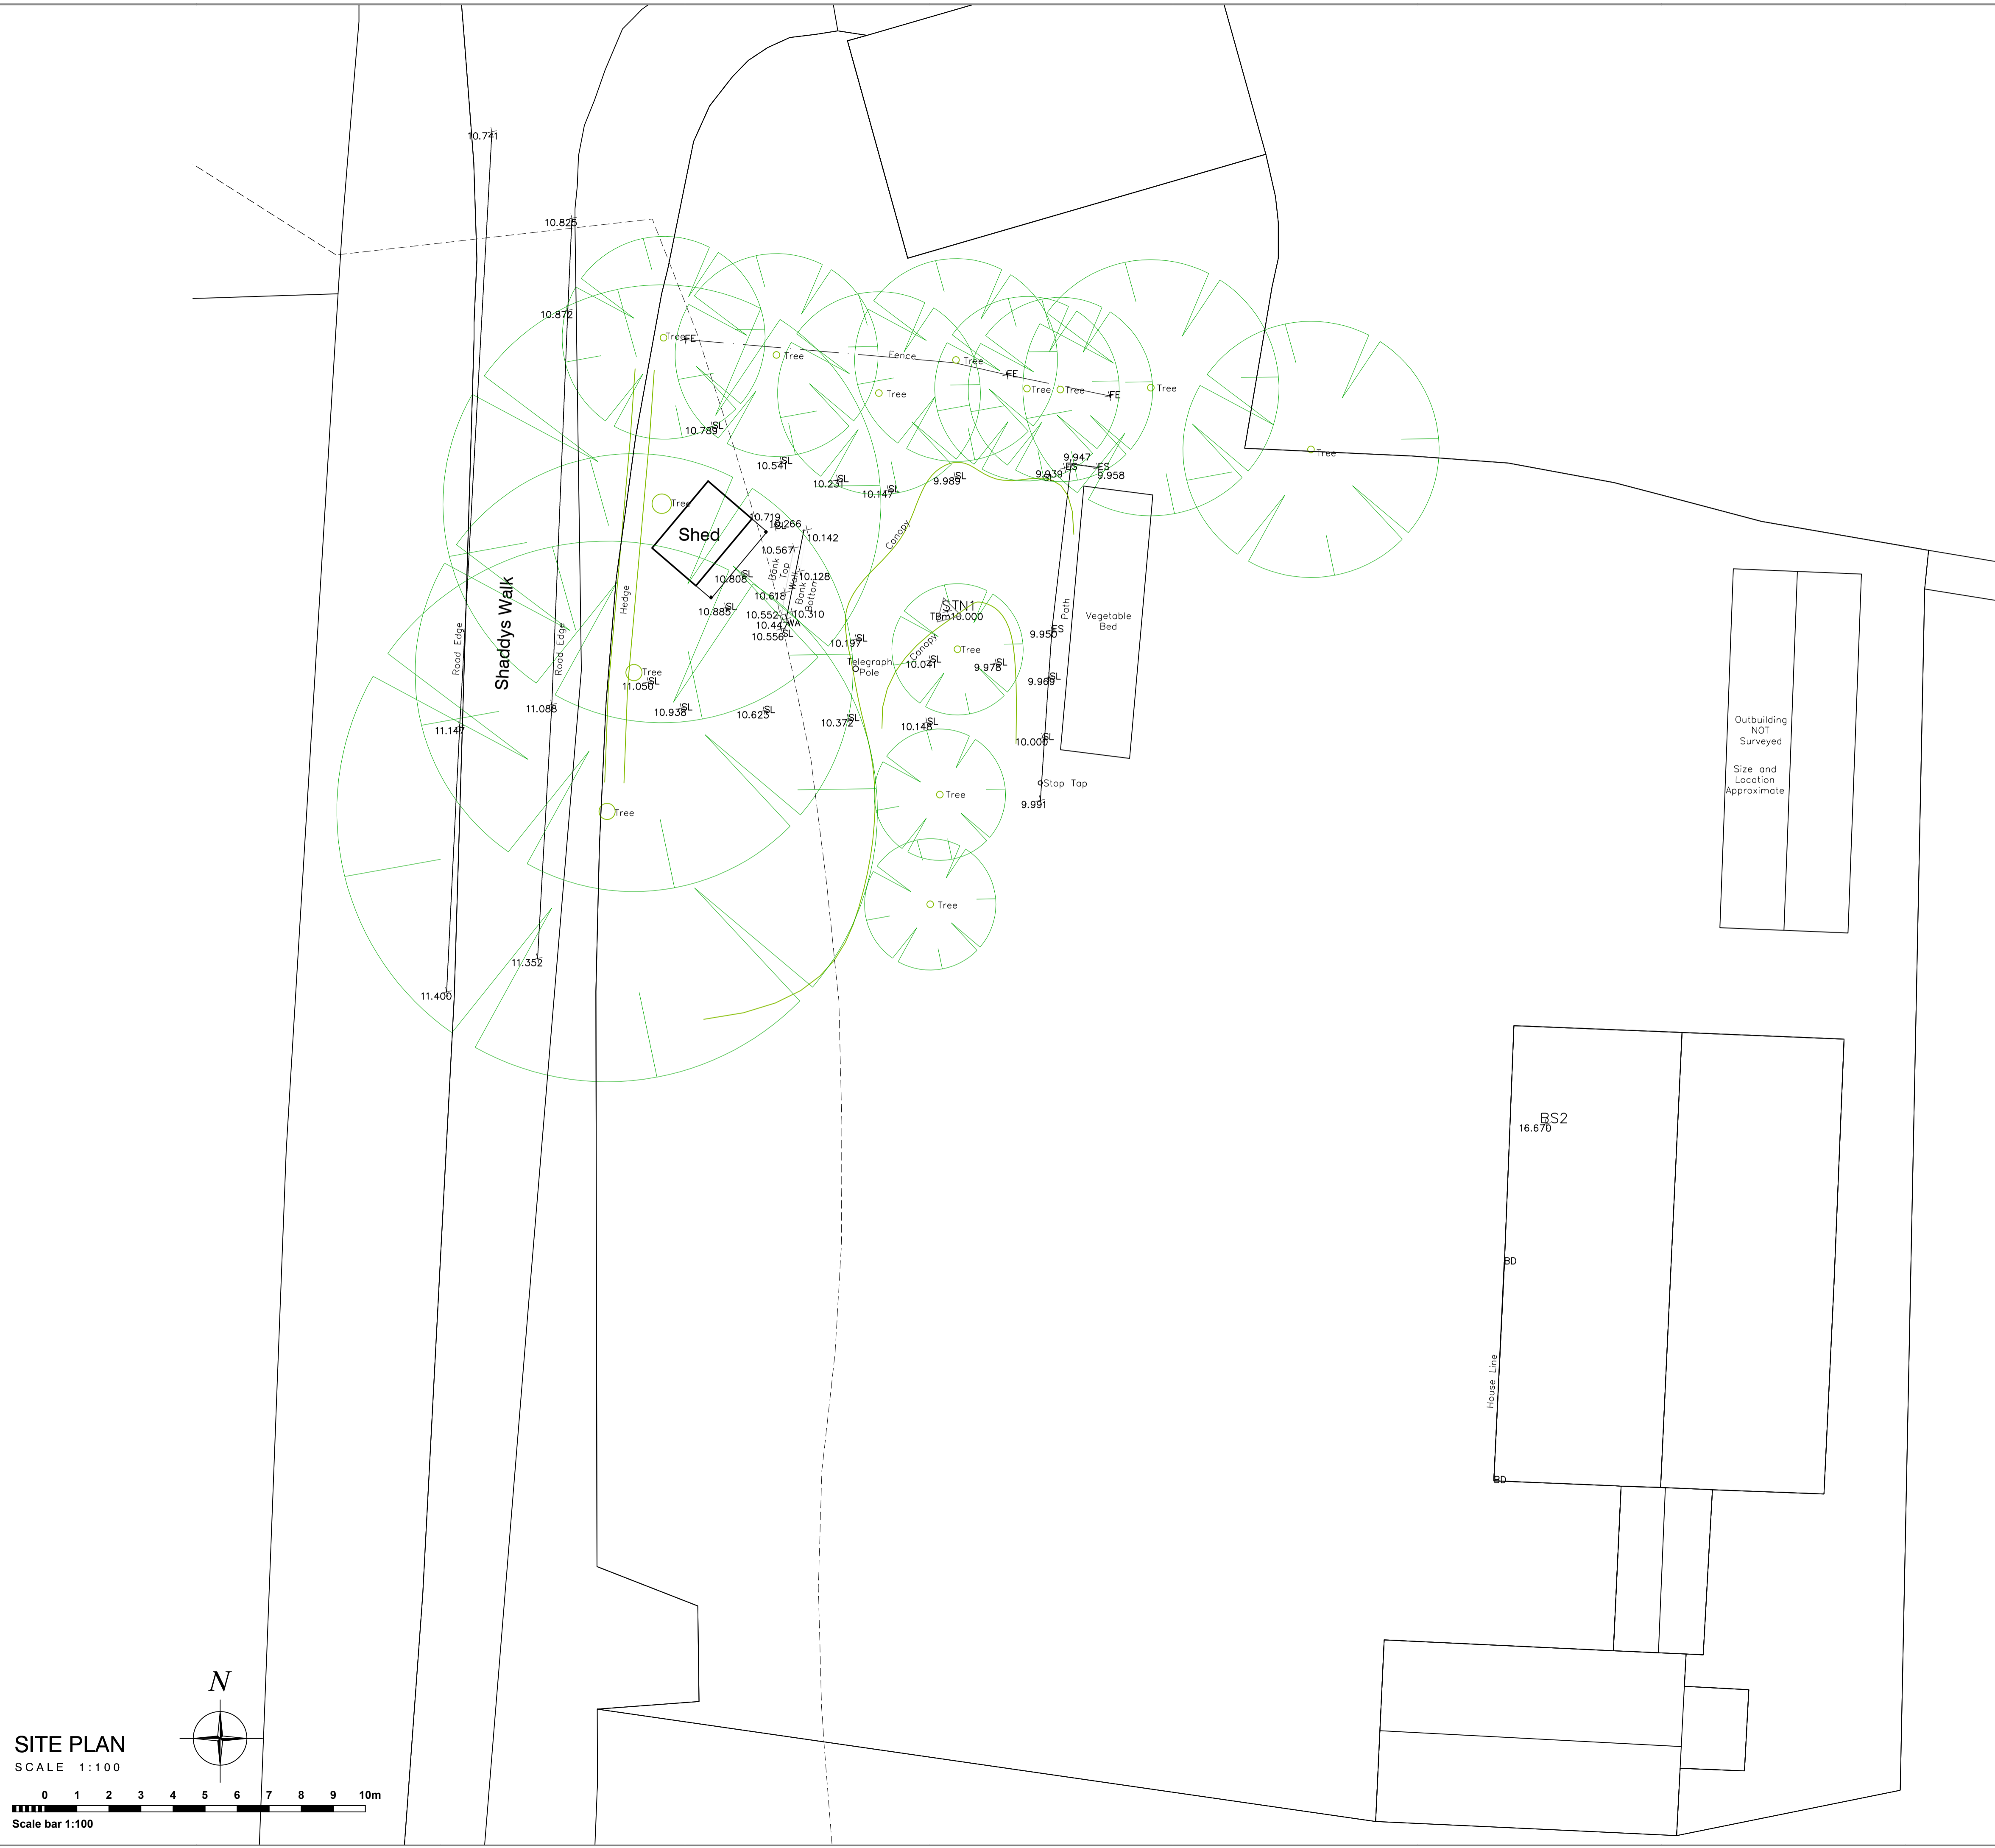 10.741
10.825
10.872
Tree
FE
Tree
Fence
Tree
Tree
FE
Tree
Tree
FE
Tree
Tree
10.789
SL
10.541
SL
10.231
SL
10.147
SL
9.989
SL
9.947
9.939
SL
ES
ES
9.958
Tree
Shed
10.719
10.266
SL
10.142
10.567
Canopy
Bank
Top
Wall
Bank
Bottom
10.128
10.808
SL
10.618
10.885
SL
10.552
10.310
10.447
WA
10.556
SL
10.197
SL
Telegraph
Pole
STN1
TBm10.000
Canopy
Tree
10.041
SL
9.978
SL
Path
9.950
ES
9.969
SL
Vegetable
Bed
Hedge
Road Edge
Shaddys Walk
Road Edge
Tree
11.050
SL
11.088
10.938
SL
10.623
SL
10.372
SL
10.148
SL
10.000
SL
11.147
Stop Tap
9.991
Tree
Tree
Tree
11.352
11.400
Outbuilding
NOT
Surveyed
Size and
Location
Approximate
BS2
16.670
BD
House Line
BD
N
SITE PLAN
SCALE 1:100
0 1 2 3 4 5 6 7 8 9 10m
Scale bar 1:100